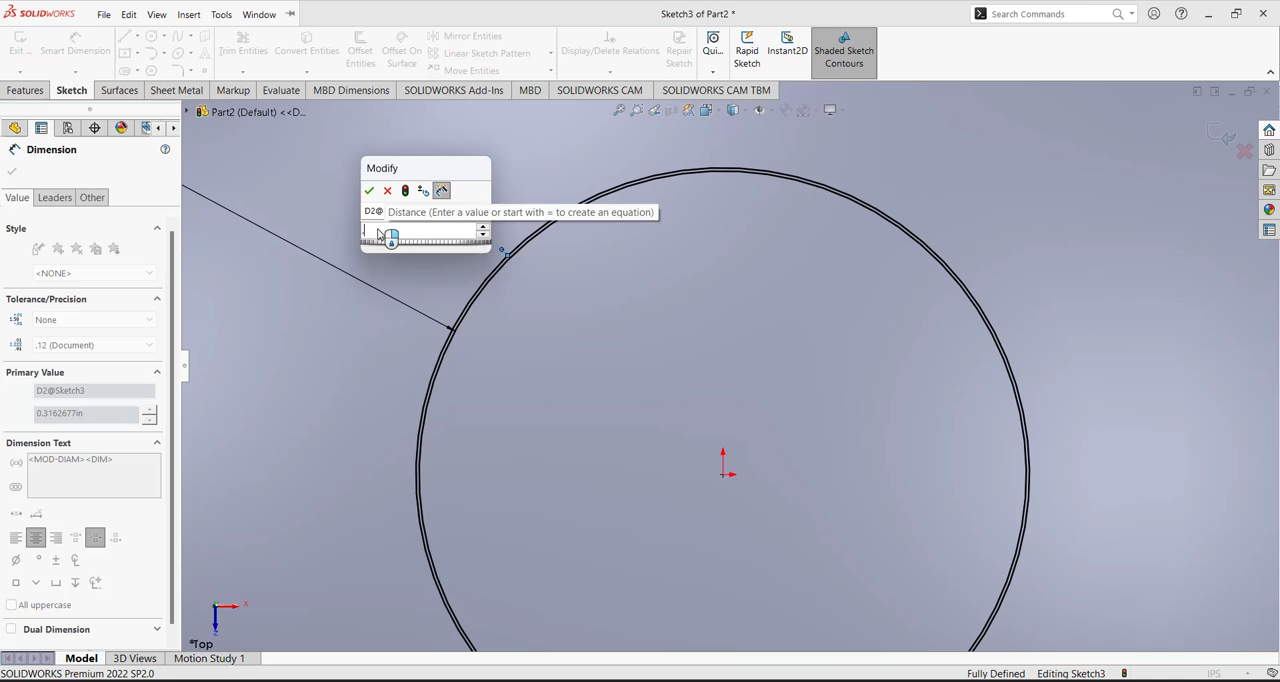 SOLIDWORKS
File
Edit
View
Insert
Tools
Window
Sketch3 of Part2 *
Search Commands
Exit ...
Smart Dimension
Trim Entities
Convert Entities
Offset
Entities
Offset On
Surface
Mirror Entities
Linear Sketch Pattern
Move Entities
Display/Delete Relations
Repair
Sketch
Qui...
Rapid
Sketch
Instant2D
Shaded Sketch
Contours
Features
Sketch
Surfaces
Sheet Metal
Markup
Evaluate
MBD Dimensions
SOLIDWORKS Add-Ins
MBD
SOLIDWORKS CAM
SOLIDWORKS CAM TBM
Part2 (Default) <<D...
Dimension
Value
Leaders
Other
Style
<NONE>
Tolerance/Precision
None
.12 (Document)
Primary Value
D2@Sketch3
0.3162677in
Dimension Text
<MOD-DIAM><DIM>
All uppercase
Dual Dimension
Modify
D2@
Distance (Enter a value or start with = to create an equation)
X
Z
*Top
Model
3D Views
Motion Study 1
SOLIDWORKS Premium 2022 SP2.0
Fully Defined
Editing Sketch3
IPS